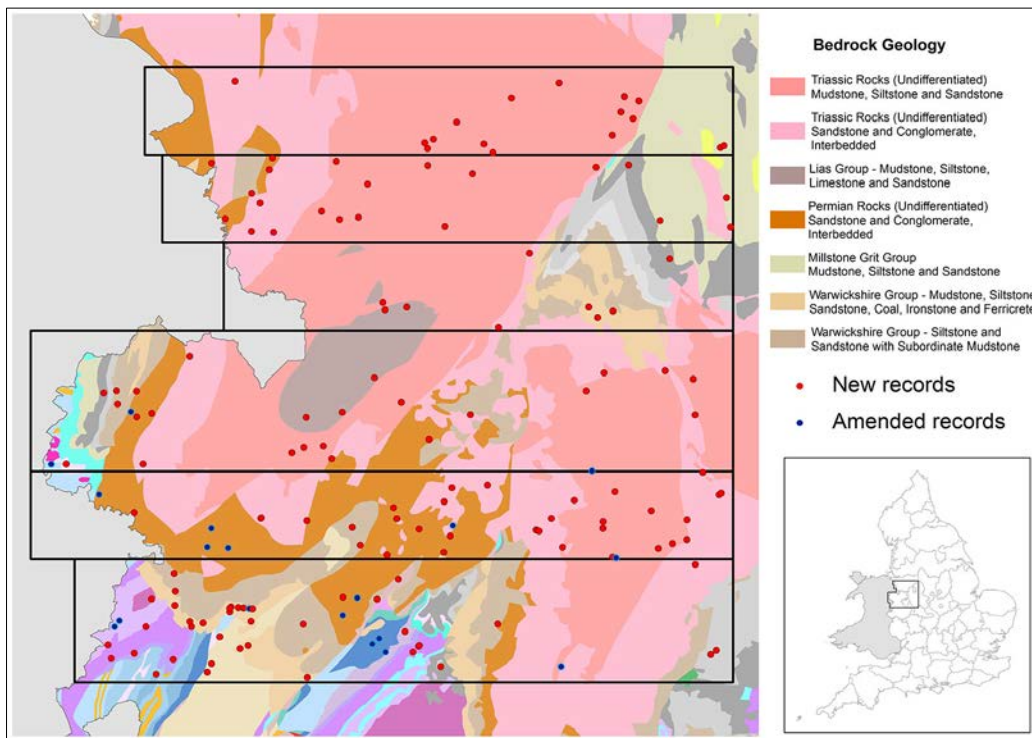 Bedrock Geology
Triassic Rocks (Undifferentiated)
Mudstone, Siltstone and Sandstone
Triassic Rocks (Undifferentiated)
Sandstone and Conglomerate,
Interbedded
Lias Group - Mudstone, Siltstone,
Limestone and Sandstone
Permian Rocks (Undifferentiated)
Sandstone and Conglomerate,
Interbedded
Millstone Grit Group
Mudstone, Siltstone and Sandstone
Warwickshire Group - Mudstone, Siltstone
Sandstone, Coal, Ironstone and Ferricrete
Warwickshire Group - Siltstone and
Sandstone with Subordinate Mudstone
New records
Amended records